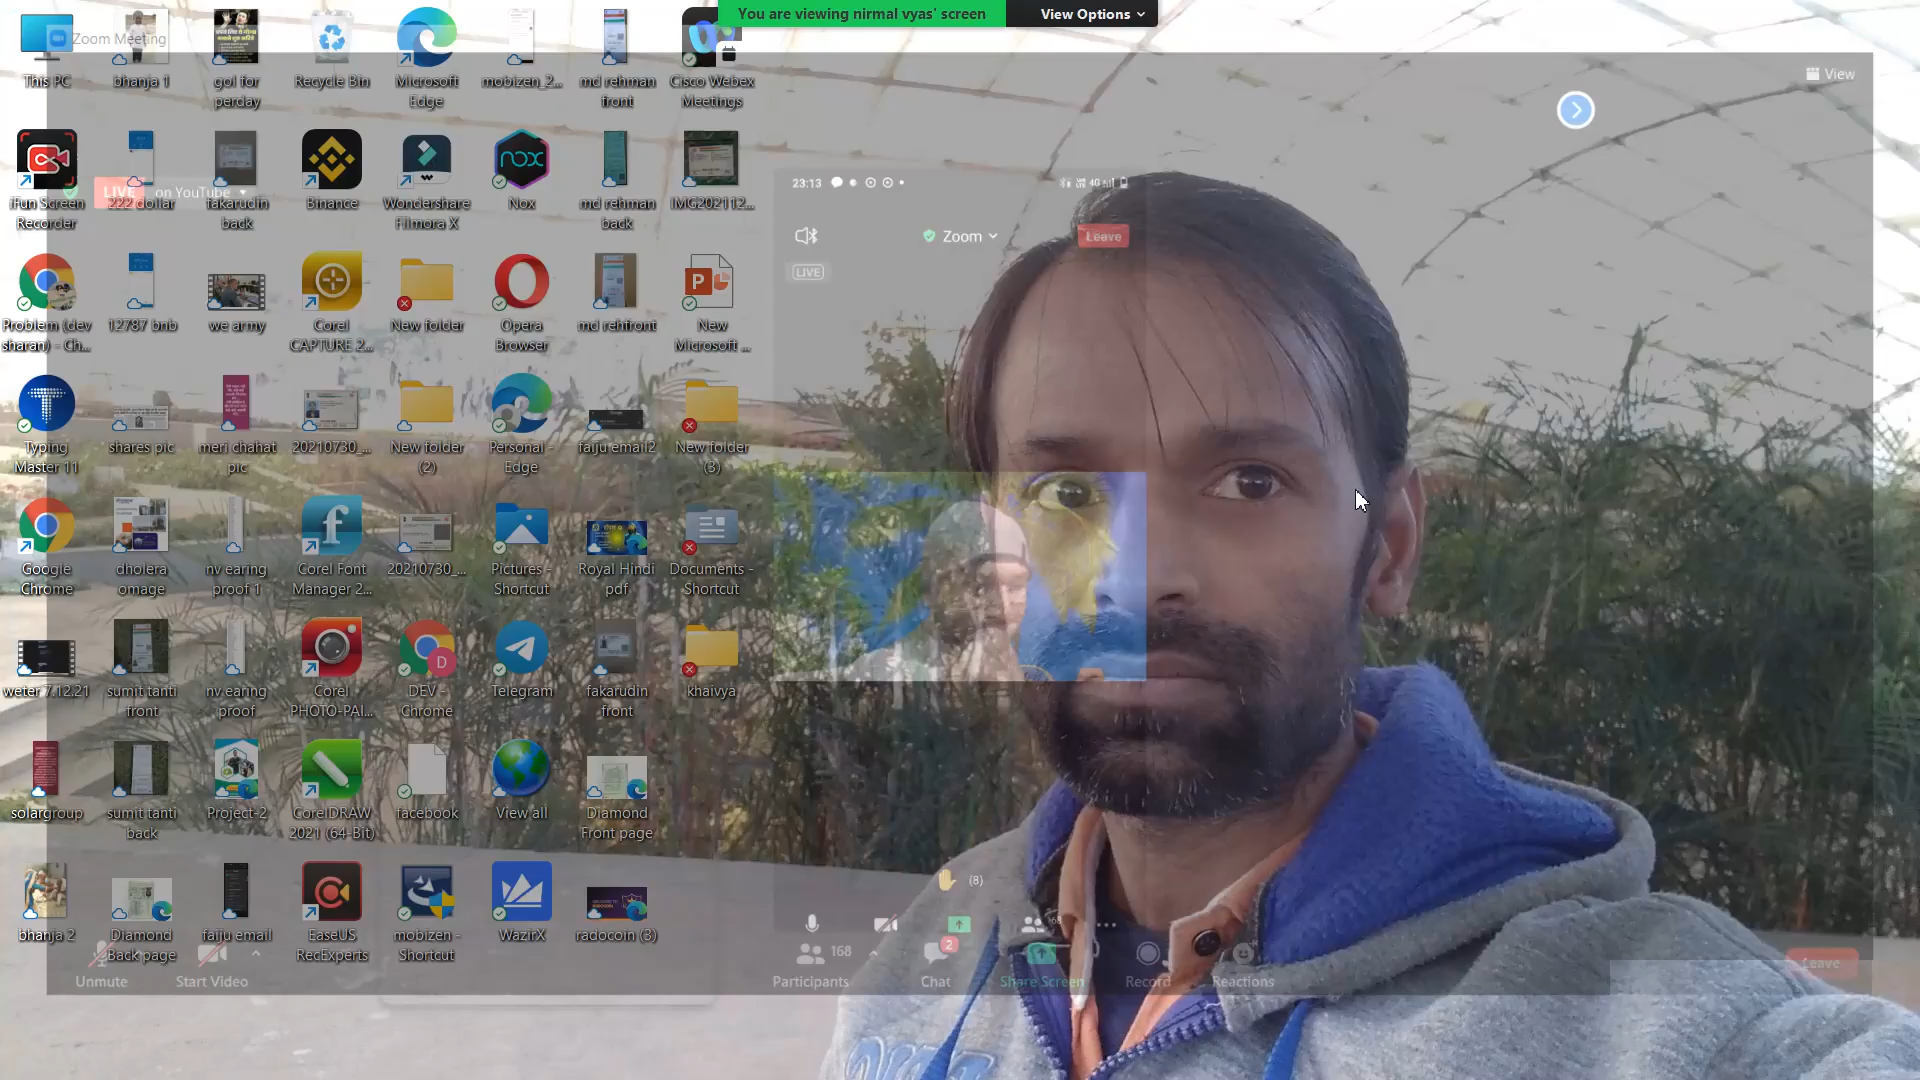 You are viewing nirmal vyas' screen
View Options
Zoom Meeting
View
This PC
bhanja 1
gol for
perday
Recycle Bin
Microsoft
Edge
mobizen_2...
md rehman
front
Cisco Webex
Meetings
LIVE on YouTube
iFun Screen
Recorder
222 dollar
fakarudin
back
Binance
Wondershare
Filmora X
nox
Nox
md rehman
back
IMG202112...
23:13
4G
Zoom
Leave
LIVE
Problem (dev
sharan) - Ch...
12787 bnb
we army
Corel
CAPTURE 2...
New folder
Opera
Browser
md rehfront
P
New
Microsoft ...
T
Typing
Master 11
shares pic
meri chahat
pic
20210730_...
New folder
(2)
Personal -
Edge
faiju email2
New folder
(3)
Google
Chrome
dholera
omage
nv earing
proof 1
f
Corel Font
Manager 2...
20210730_...
Pictures -
Shortcut
Royal Hindi
pdf
Documents -
Shortcut
weter 7.12.21
sumit tanti
front
nv earing
proof
Corel
PHOTO-PAI...
D
DEV -
Chrome
Telegram
fakarudin
front
khaivya
solargroup
sumit tanti
back
Project-2
CorelDRAW
2021 (64-Bit)
facebook
View all
Diamond
Front page
bhanja 2
Diamond
Back page
faiju email
EaseUS
RecExperts
mobizen -
Shortcut
WazirX
radocoin (3)
(8)
168
168
2
Unmute
Start Video
Participants
Chat
Share Screen
Record
Reactions
Leave